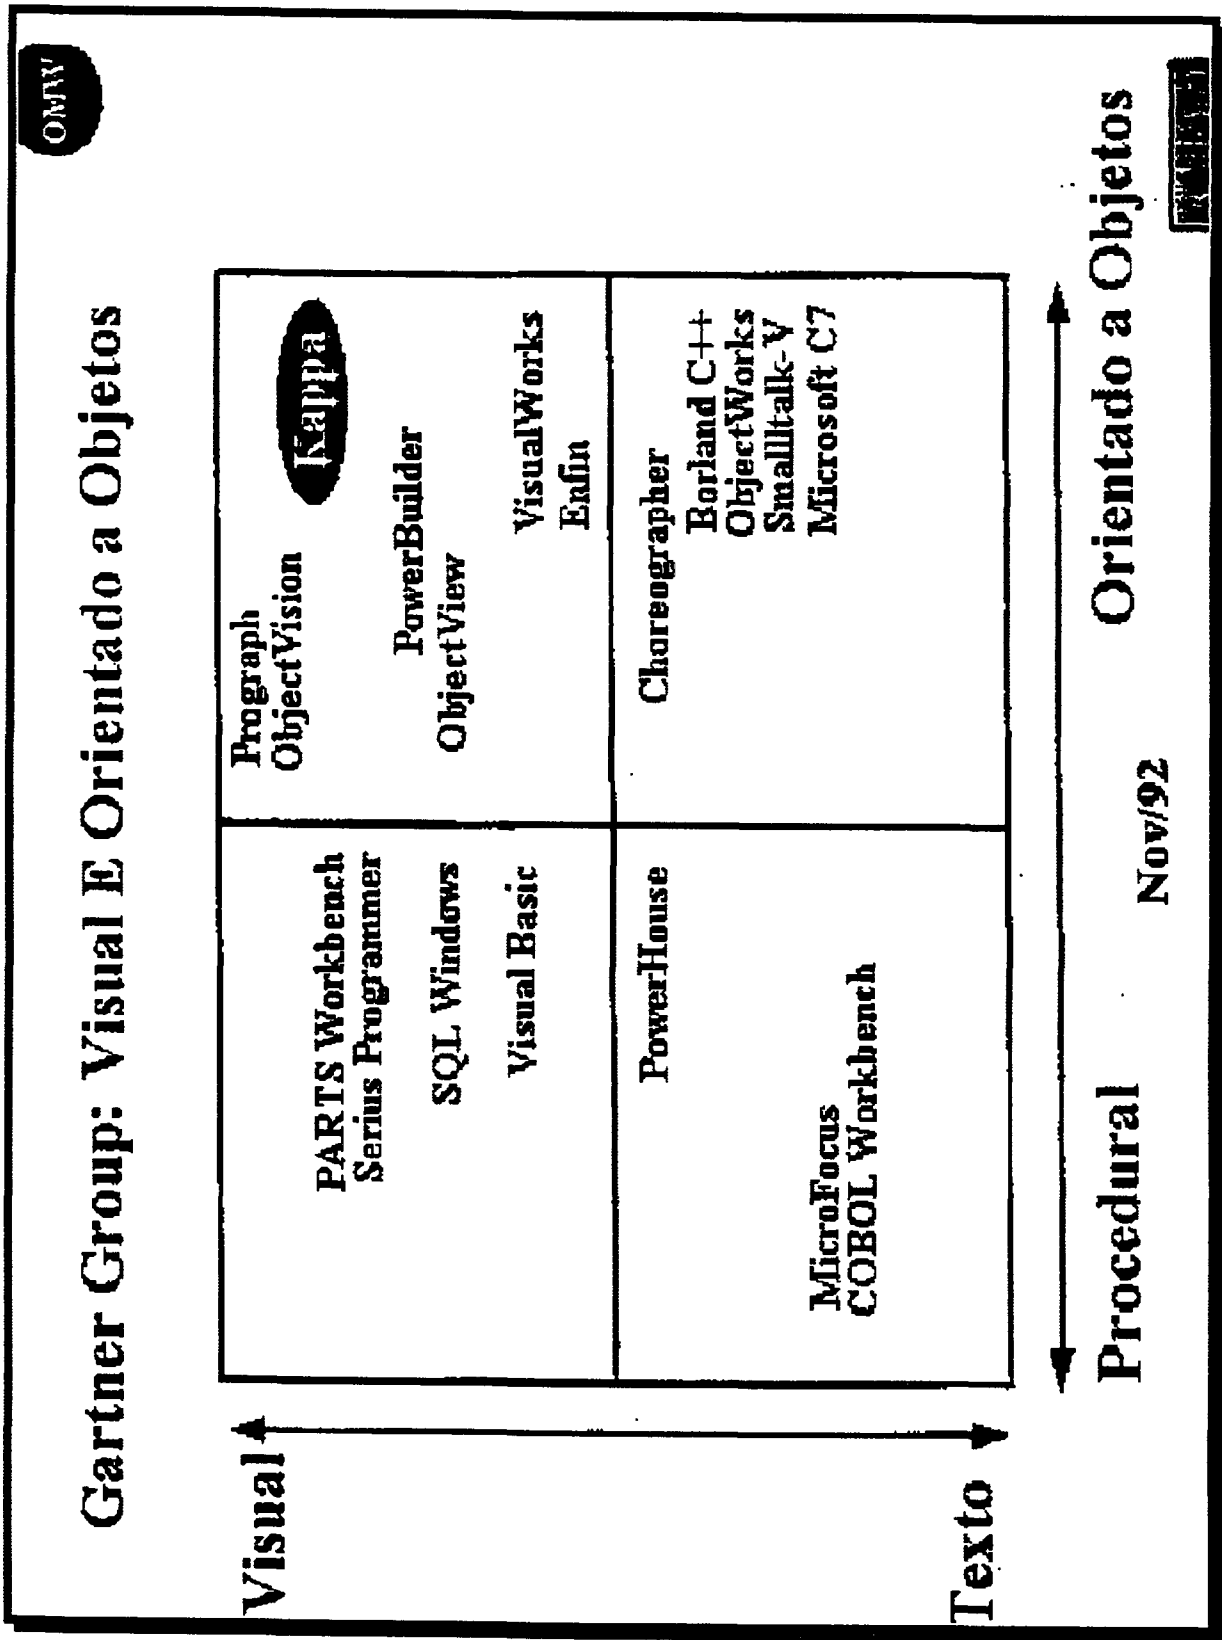 OMW
Gartner Group: Visual E Orientado a Objetos
Visual
Prograph
ObjectVision
Kappa
PARTS Workbench
Serius Programmer
PowerBuilder
SQL Windows
ObjectView
Visual Basic
VisualWorks
Enfin
PowerHouse
Choreographer
Borland C++
ObjectWorks
Smalltalk-V
Microsoft C7
MicroFocus
COBOL Workbench
Texto
Procedural
Orientado a Objetos
Nov/92